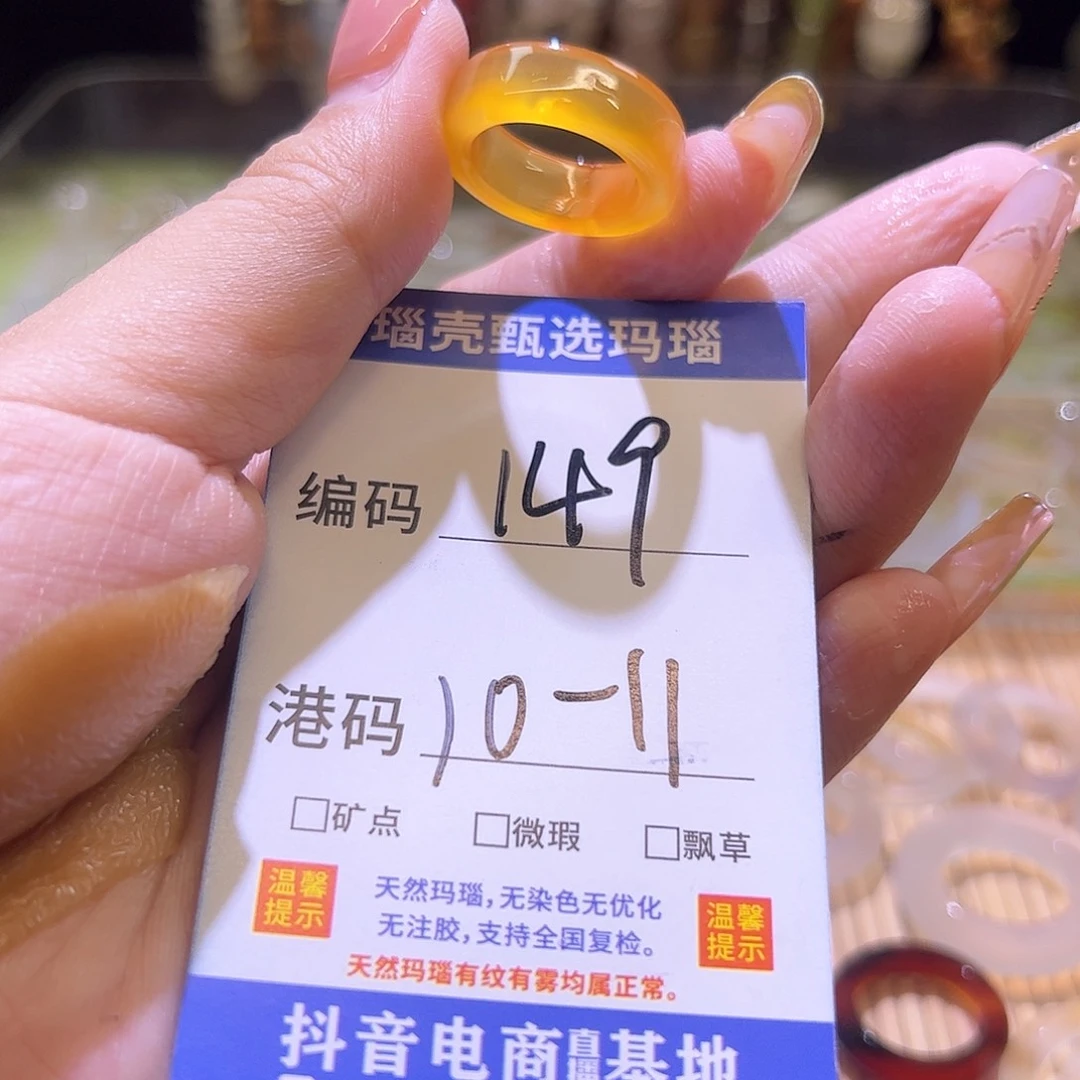 瑙壳甄选玛瑙
编码 149
港码 10-11
□矿点 □微瑕 □飘草
温馨提示
天然玛瑙，无染色无优化
无注胶，支持全国复检。
温馨提示
天然玛瑙有纹有雾均属正常。
抖音电商直播基地